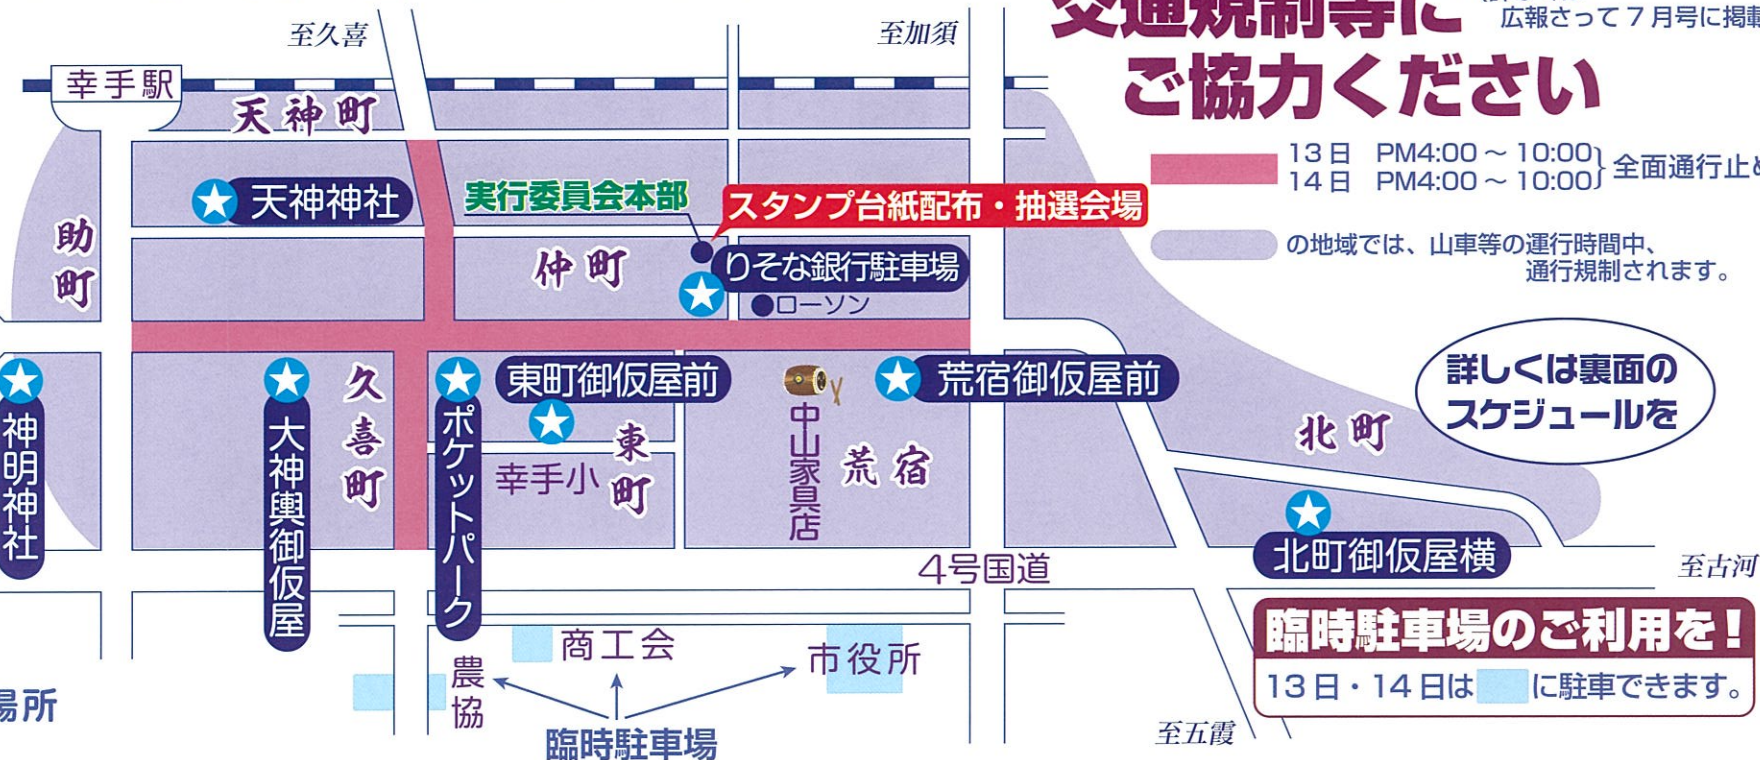 至久喜
至加須
交通規制等に
広報さって7月号に掲載
ご協力ください
幸手駅
天神町
13日 PM4:00～10:00
14日 PM4:00～10:00
全面通行止め
天神神社
実行委員会本部
スタンプ台紙配布・抽選会場
助町
仲町
りそな銀行駐車場
●ローソン
の地域では、山車等の運行時間中、
通行規制されます。
神明神社
大神輿御仮屋
久喜町
ポケットパーク
東町御仮屋前
東町
幸手小
中山家具店
荒宿
荒宿御仮屋前
詳しくは裏面の
スケジュールを
北町
北町御仮屋横
4号国道
至古河
臨時駐車場のご利用を！
13日・14日は に駐車できます。
商工会
市役所
農協
場所
臨時駐車場
至五霞